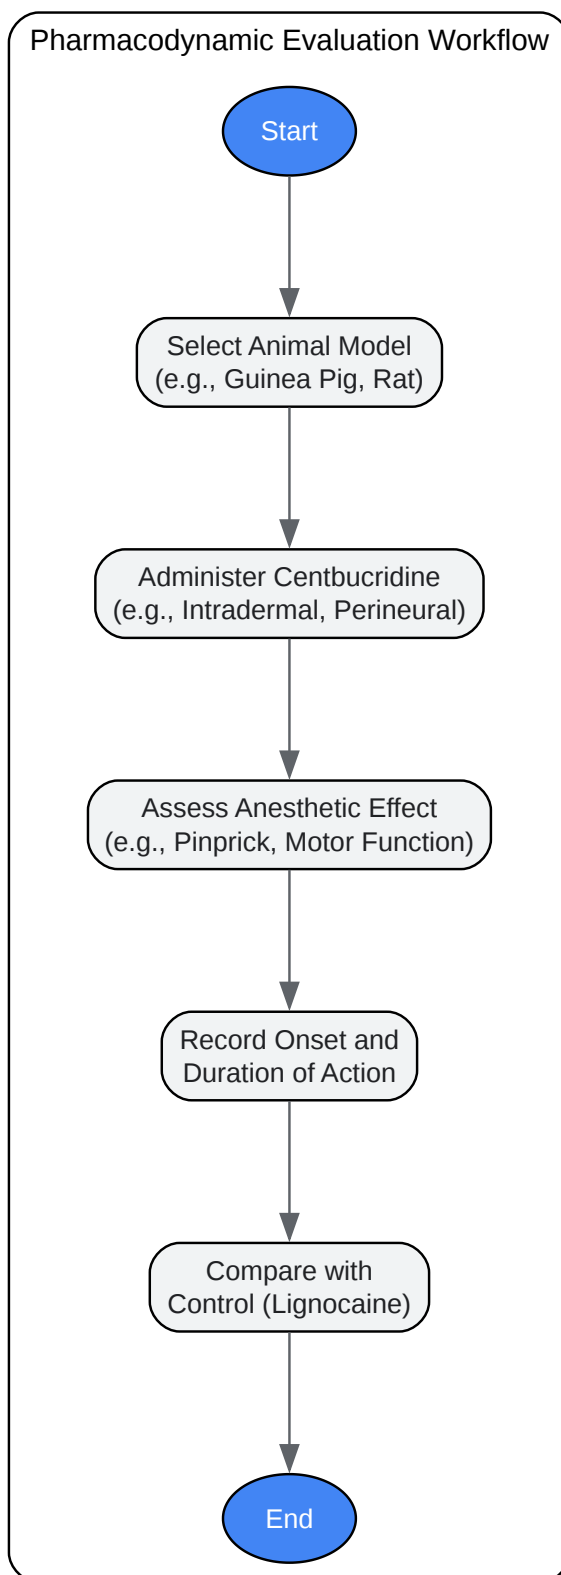 Pharmacodynamic Evaluation Workflow
Start
Select Animal Model
(e.g., Guinea Pig, Rat)
Administer Centbucridine
(e.g., Intradermal, Perineural)
Assess Anesthetic Effect
(e.g., Pinprick, Motor Function)
Record Onset and
Duration of Action
Compare with
Control (Lignocaine)
End